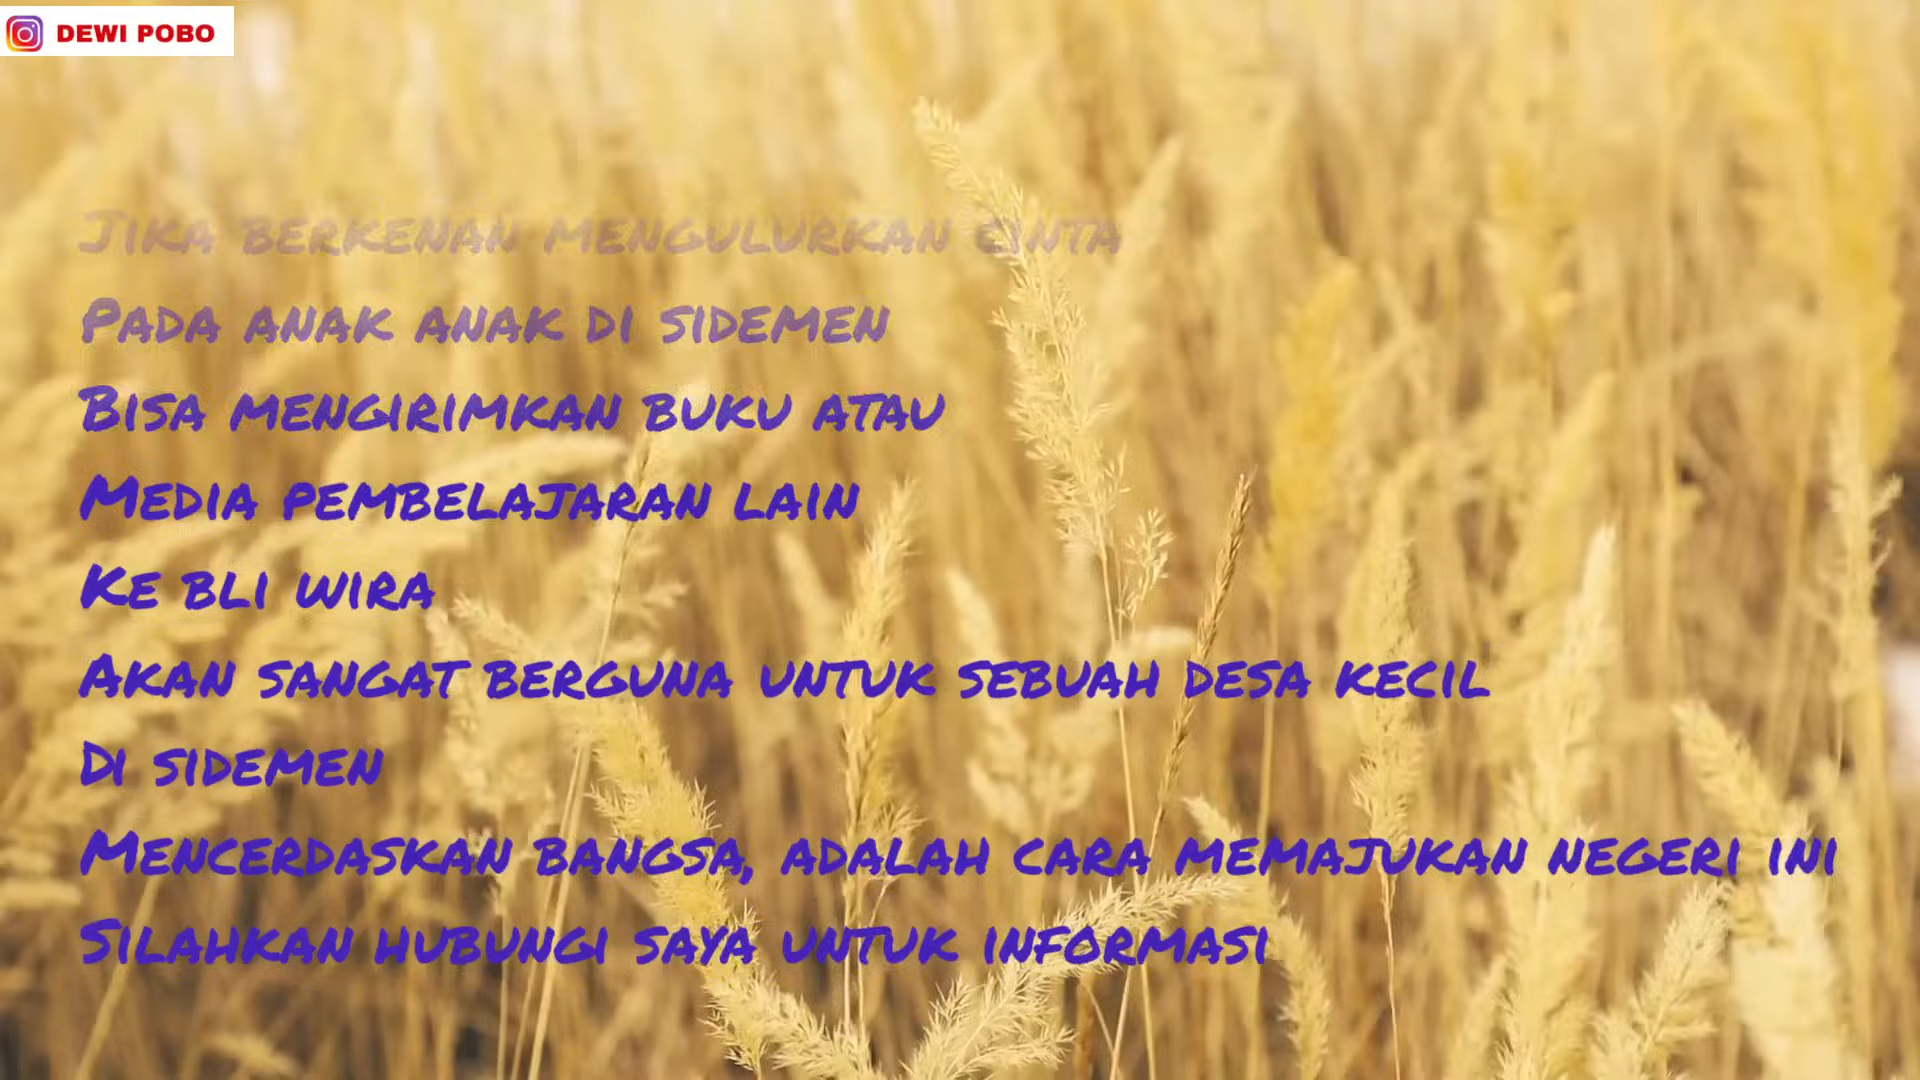 DEWI POBO
Jika berkenan mengulurkan cinta
Pada anak anak di sidemen
Bisa mengirimkan buku atau
Media pembelajaran lain
Ke bli wira
Akan sangat berguna untuk sebuah desa kecil
Di sidemen
Mencerdaskan bangsa, adalah cara memajukan negeri ini
Silahkan hubungi saya untuk informasi